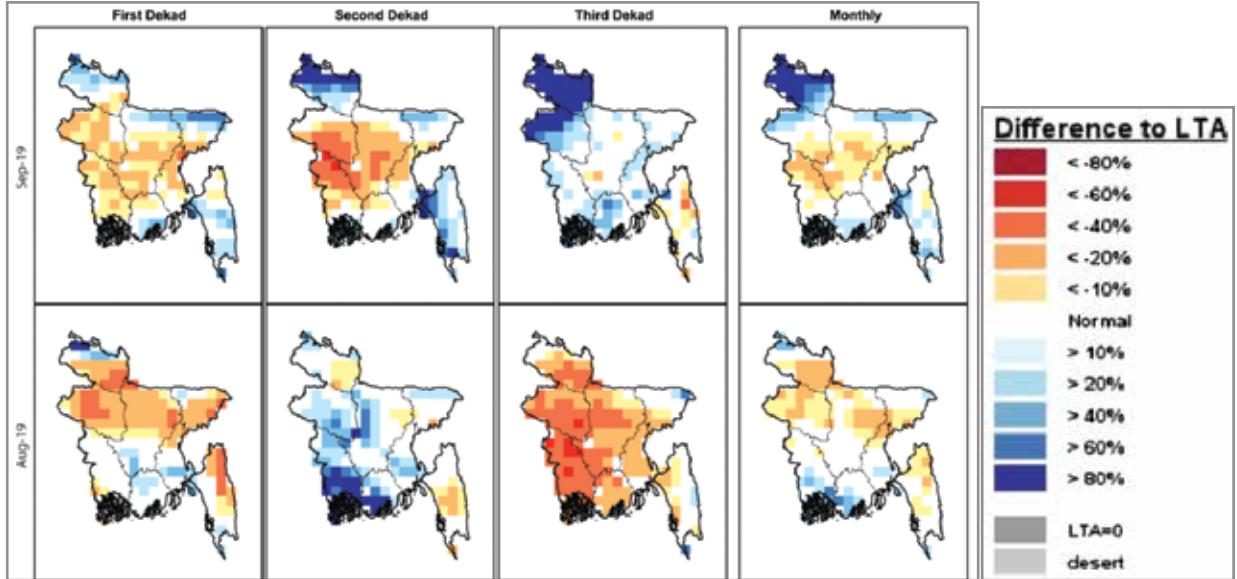 First Dekad
Second Dekad
Third Dekad
Monthly
Sep-19
Aug-19
Difference to LTA
< -80%
< -60%
< -40%
< -20%
< -10%
Normal
> 10%
> 20%
> 40%
> 60%
> 80%
LTA=0
desert